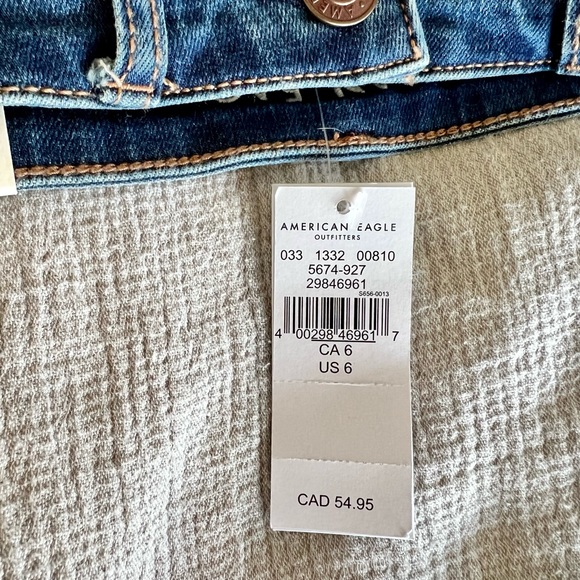 AMERICAN EAGLE
OUTFITTERS
033 1332 00810
5674-927
29846961
S656-0013
4 00298 46961 7
CA 6
US 6
CAD 54.95